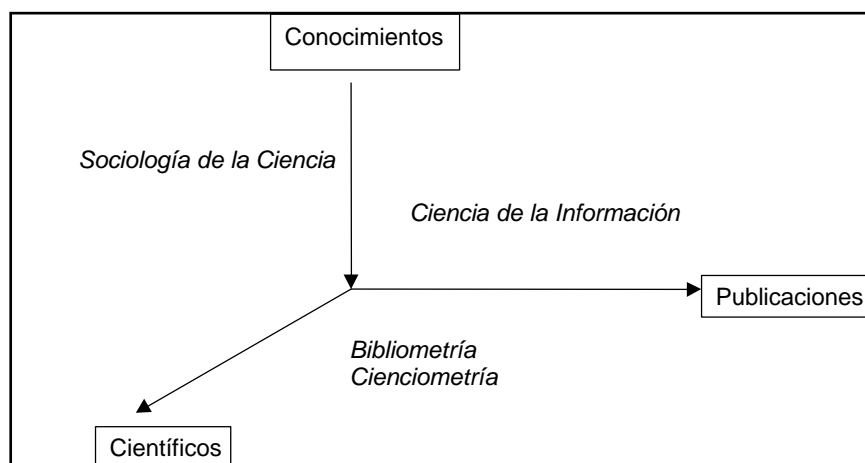 Conocimientos
Sociología de la Ciencia
Ciencia de la Información
Publicaciones
Bibliometría
Cienciometría
Científicos